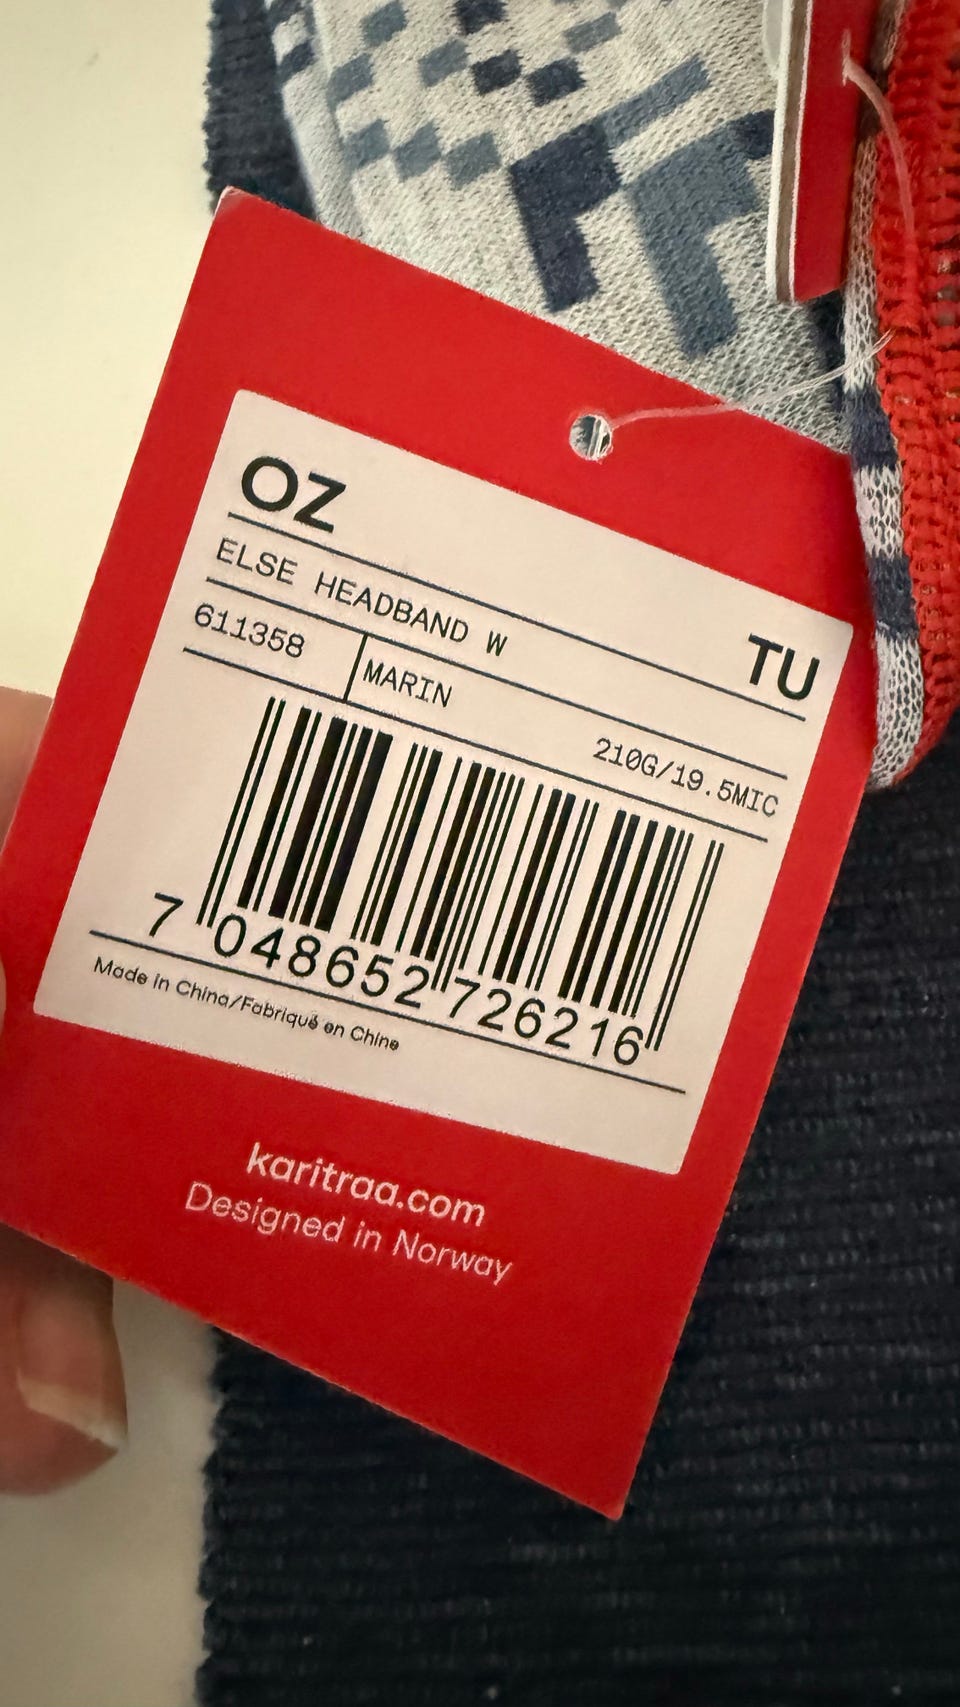 OZ
TU
ELSE HEADBAND W
611358
MARIN
210G/19.5MIC
7 048652 726216
Made in China/Fabriqué en Chine
karitraa.com
Designed in Norway